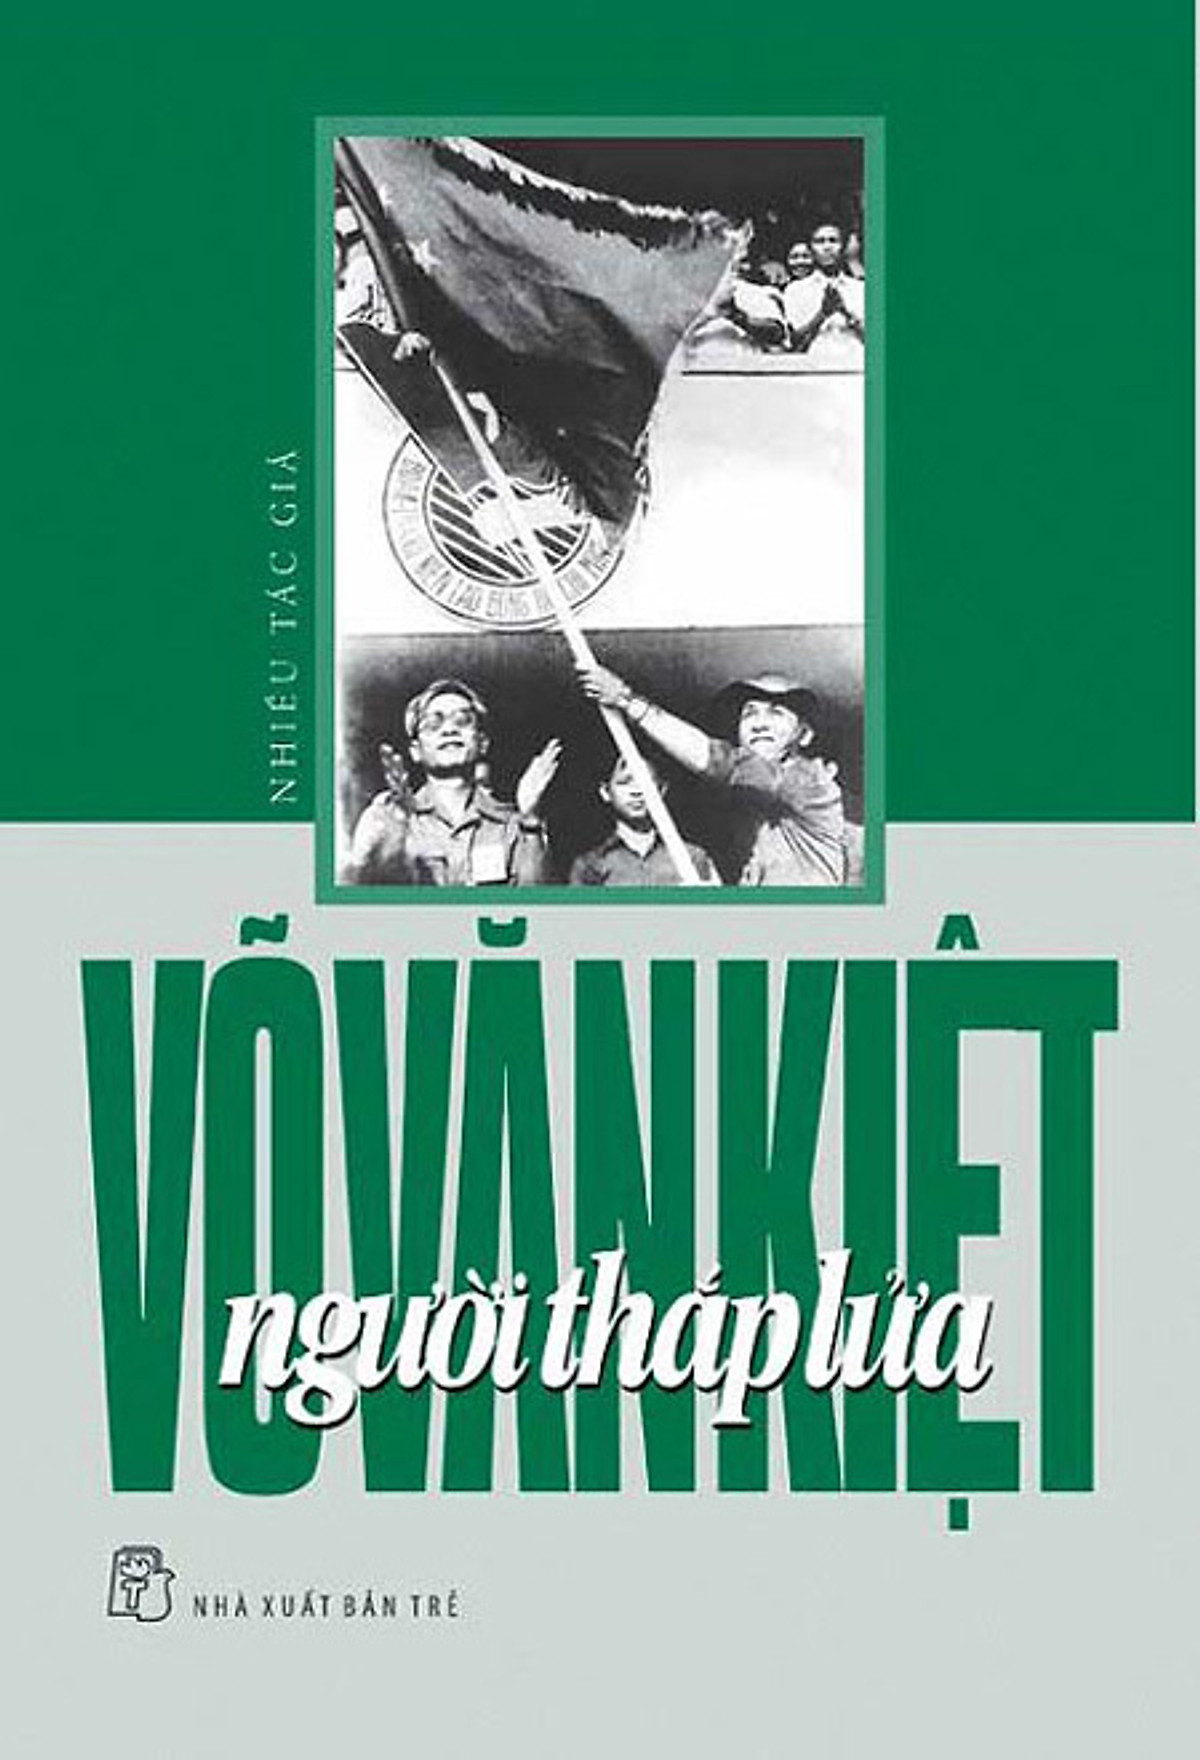 NHIỀU TÁC GIẢ
VÕ VĂN KIỆT
người thắp lửa
NHÀ XUẤT BẢN TRẺ